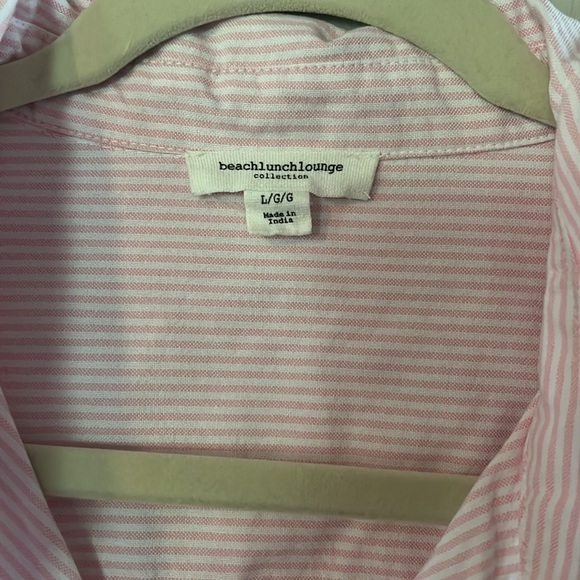 beachlunchlounge
collection
L/G/G
Made in
India